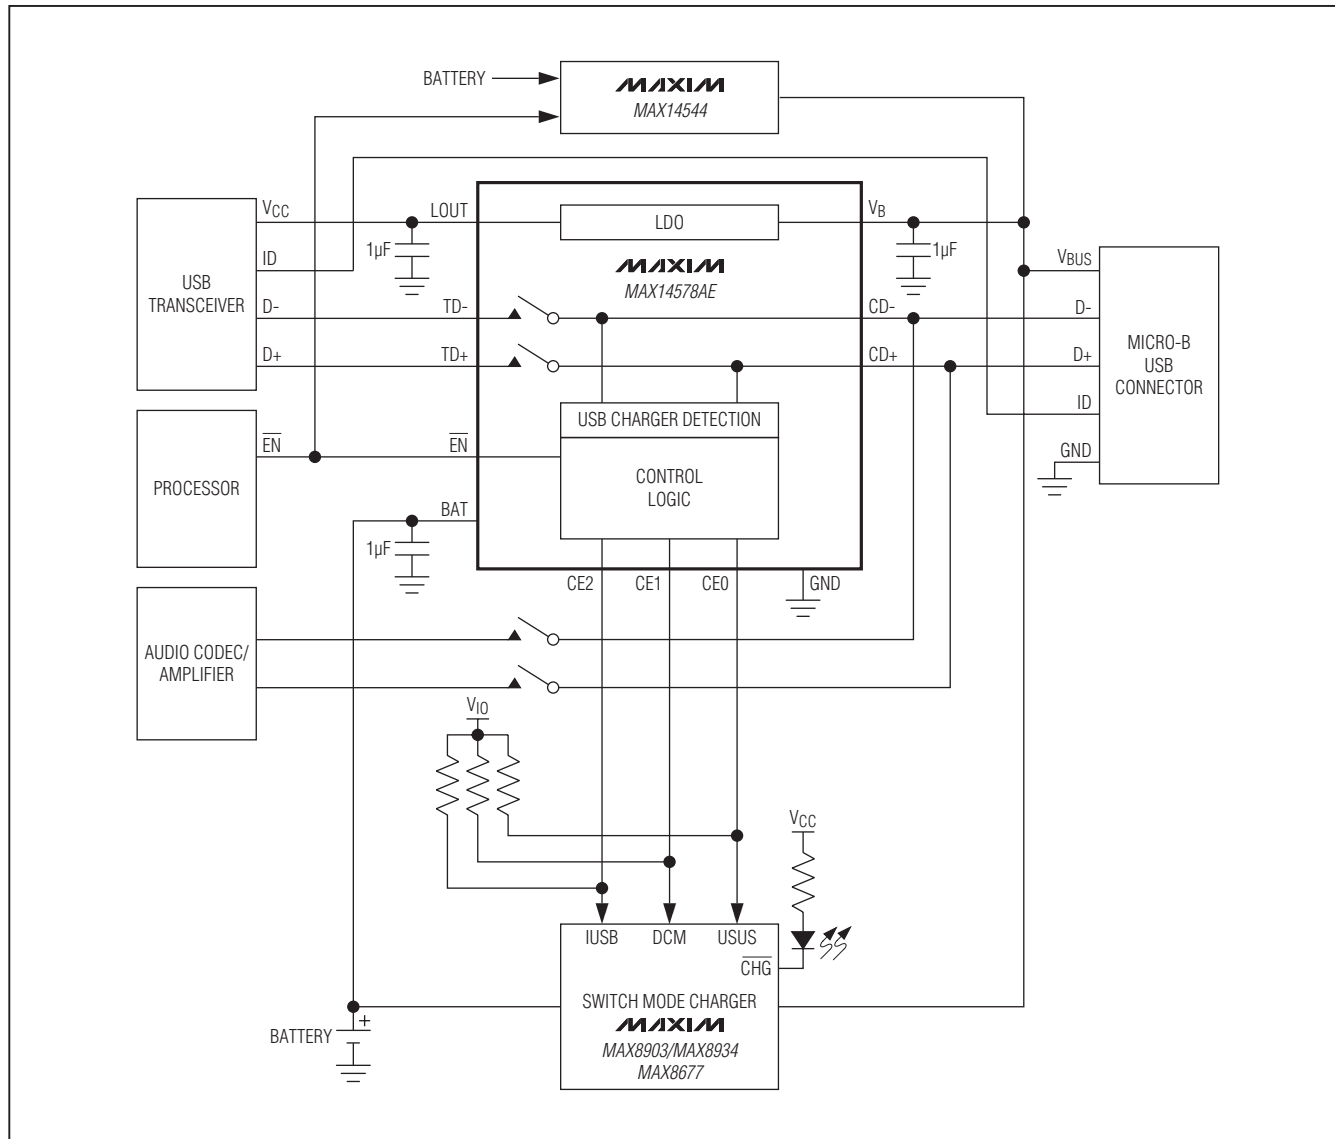 BATTERY
MAXIM
MAX14544
VCC
LOUT
LDO
VB
1µF
1µF
ID
MAXIM
MAX14578AE
USB
TRANSCEIVER
D-
TD-
CD-
D-
D+
TD+
CD+
D+
VBUS
MICRO-B
USB
CONNECTOR
ID
GND
USB CHARGER DETECTION
EN
EN
CONTROL
LOGIC
PROCESSOR
BAT
1µF
CE2
CE1
CE0
GND
AUDIO CODEC/
AMPLIFIER
VIO
VCC
IUSB
DCM
USUS
CHG
SWITCH MODE CHARGER
MAXIM
MAX8903/MAX8934
MAX8677
BATTERY
+